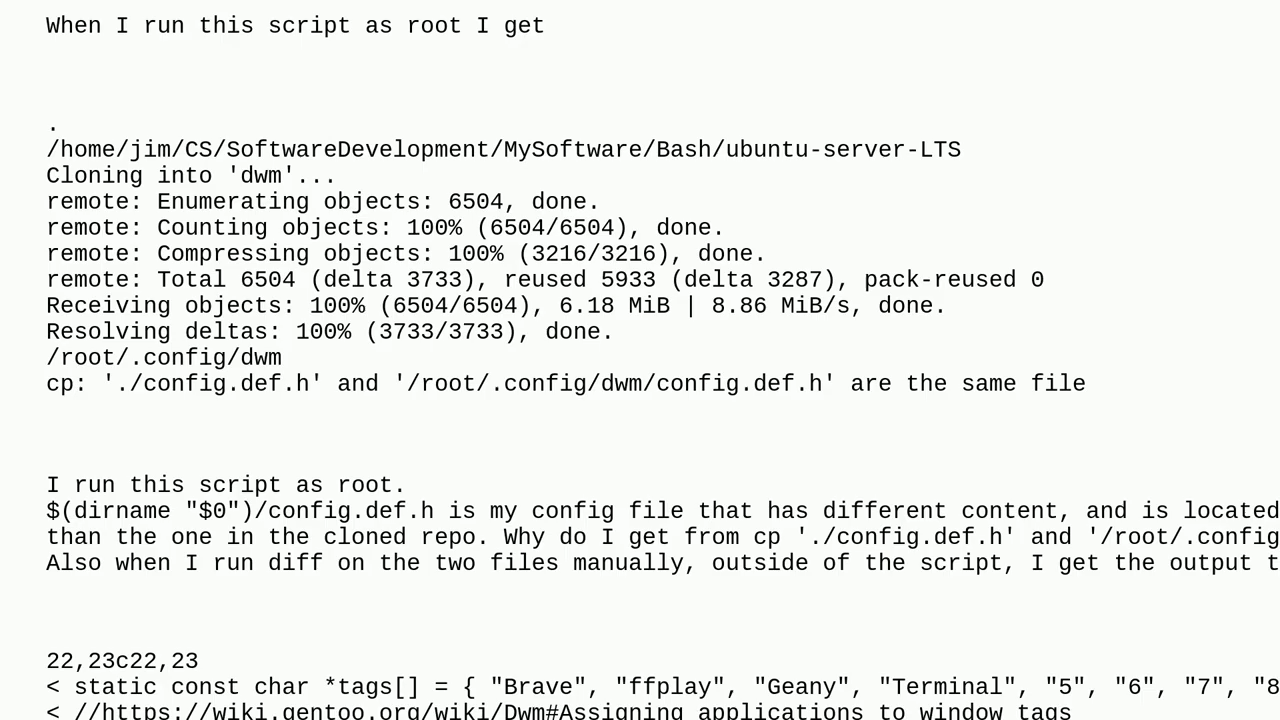 When I run this script as root I get
.
/home/jim/CS/SoftwareDevelopment/MySoftware/Bash/ubuntu-server-LTS
Cloning into 'dwm'...
remote: Enumerating objects: 6504, done.
remote: Counting objects: 100% (6504/6504), done.
remote: Compressing objects: 100% (3216/3216), done.
remote: Total 6504 (delta 3733), reused 5933 (delta 3287), pack-reused 0
Receiving objects: 100% (6504/6504), 6.18 MiB | 8.86 MiB/s, done.
Resolving deltas: 100% (3733/3733), done.
/root/.config/dwm
cp: './config.def.h' and '/root/.config/dwm/config.def.h' are the same file
I run this script as root.
$(dirname "$0")/config.def.h is my config file that has different content, and is located
than the one in the cloned repo. Why do I get from cp './config.def.h' and '/root/.config
Also when I run diff on the two files manually, outside of the script, I get the output t
22,23c22,23
< static const char *tags[] = { "Brave", "ffplay", "Geany", "Terminal", "5", "6", "7", "8
< //https://wiki.gentoo.org/wiki/Dwm#Assigning_applications_to_window_tags